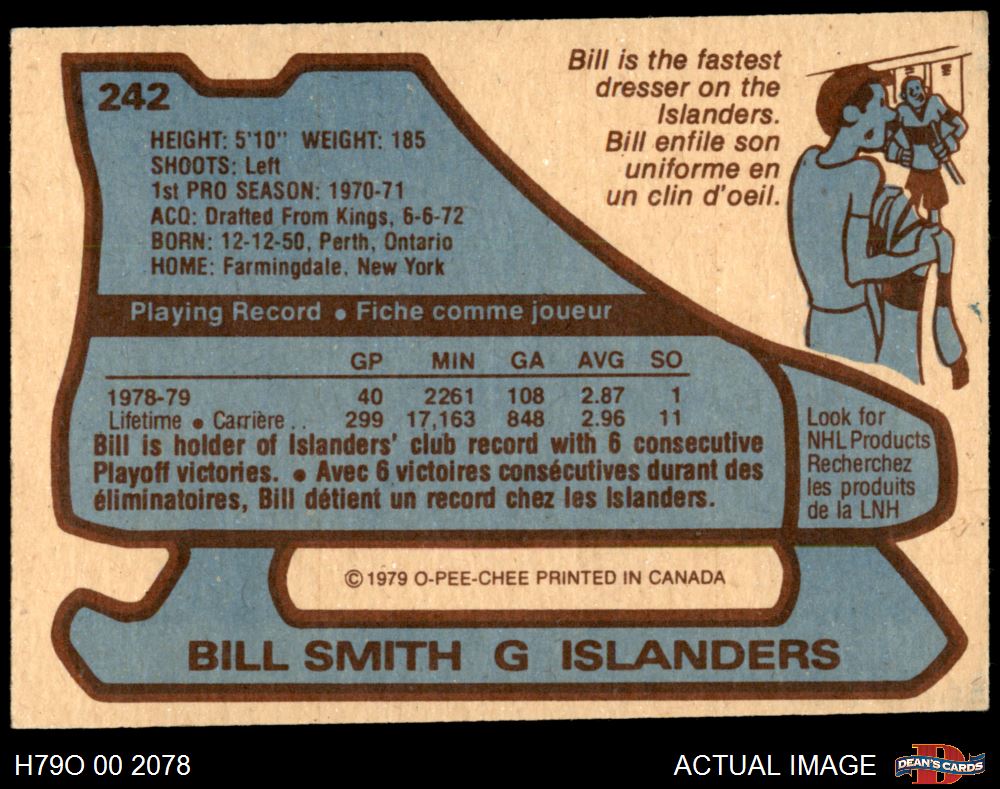 242
HEIGHT: 5'10" WEIGHT: 185
SHOOTS: Left
1st PRO SEASON: 1970-71
ACQ: Drafted From Kings, 6-6-72
BORN: 12-12-50, Perth, Ontario
HOME: Farmingdale, New York
Bill is the fastest
dresser on the
Islanders.
Bill enfile son
uniforme en
un clin d'oeil.
Playing Record • Fiche comme joueur
GP MIN GA AVG SO
1978-79 40 2261 108 2.87 1
Lifetime • Carrière .. 299 17,163 848 2.96 11
Bill is holder of Islanders' club record with 6 consecutive
Playoff victories. • Avec 6 victoires consécutives durant des
éliminatoires, Bill détient un record chez les Islanders.
Look for
NHL Products
Recherchez
les produits
de la LNH
© 1979 O-PEE-CHEE PRINTED IN CANADA
BILL SMITH G ISLANDERS
H79O 00 2078
ACTUAL IMAGE
D
DEAN'S CARDS